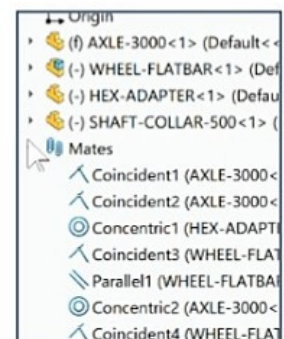 Origin
(f) AXLE-3000<1> (Default<<
(-) WHEEL-FLATBAR<1> (Def
(-) HEX-ADAPTER<1> (Defau
(-) SHAFT-COLLAR-500<1> (
Mates
Coincident1 (AXLE-3000<
Coincident2 (AXLE-3000<
Concentric1 (HEX-ADAPT
Coincident3 (WHEEL-FLAT
Parallel1 (WHEEL-FLATBA
Concentric2 (AXLE-3000<
Coincident4 (WHEEL-FLAT